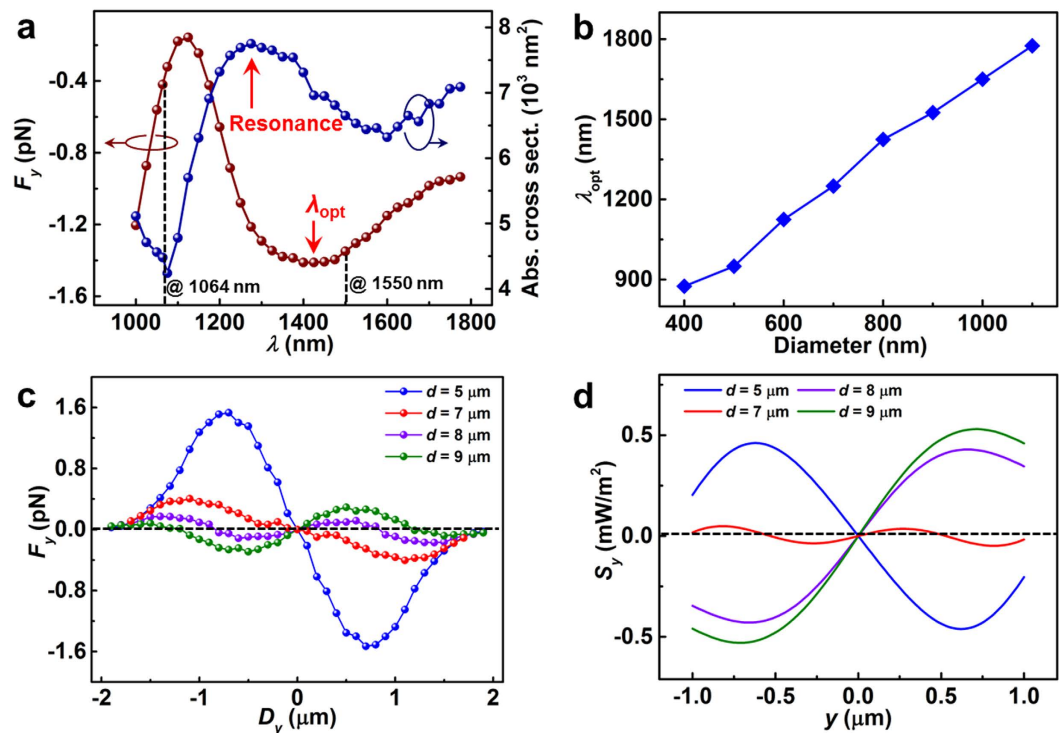 a
-0.4
-0.8
-1.2
-1.6
F_y (pN)
8
7
6
5
4
Abs. cross sect. (10³ nm²)
Resonance
λ_opt
@ 1064 nm
@ 1550 nm
1000 1200 1400 1600 1800
λ (nm)
b
1800
1500
1200
900
λ_opt (nm)
400 600 800 1000
Diameter (nm)
c
1.6
0.8
0.0
-0.8
-1.6
F_y (pN)
d = 5 μm
d = 7 μm
d = 8 μm
d = 9 μm
-2 -1 0 1 2
D_y (μm)
d
d = 5 μm d = 8 μm
d = 7 μm d = 9 μm
0.5
0.0
-0.5
S_y (mW/m²)
-1.0 -0.5 0.0 0.5 1.0
y (μm)